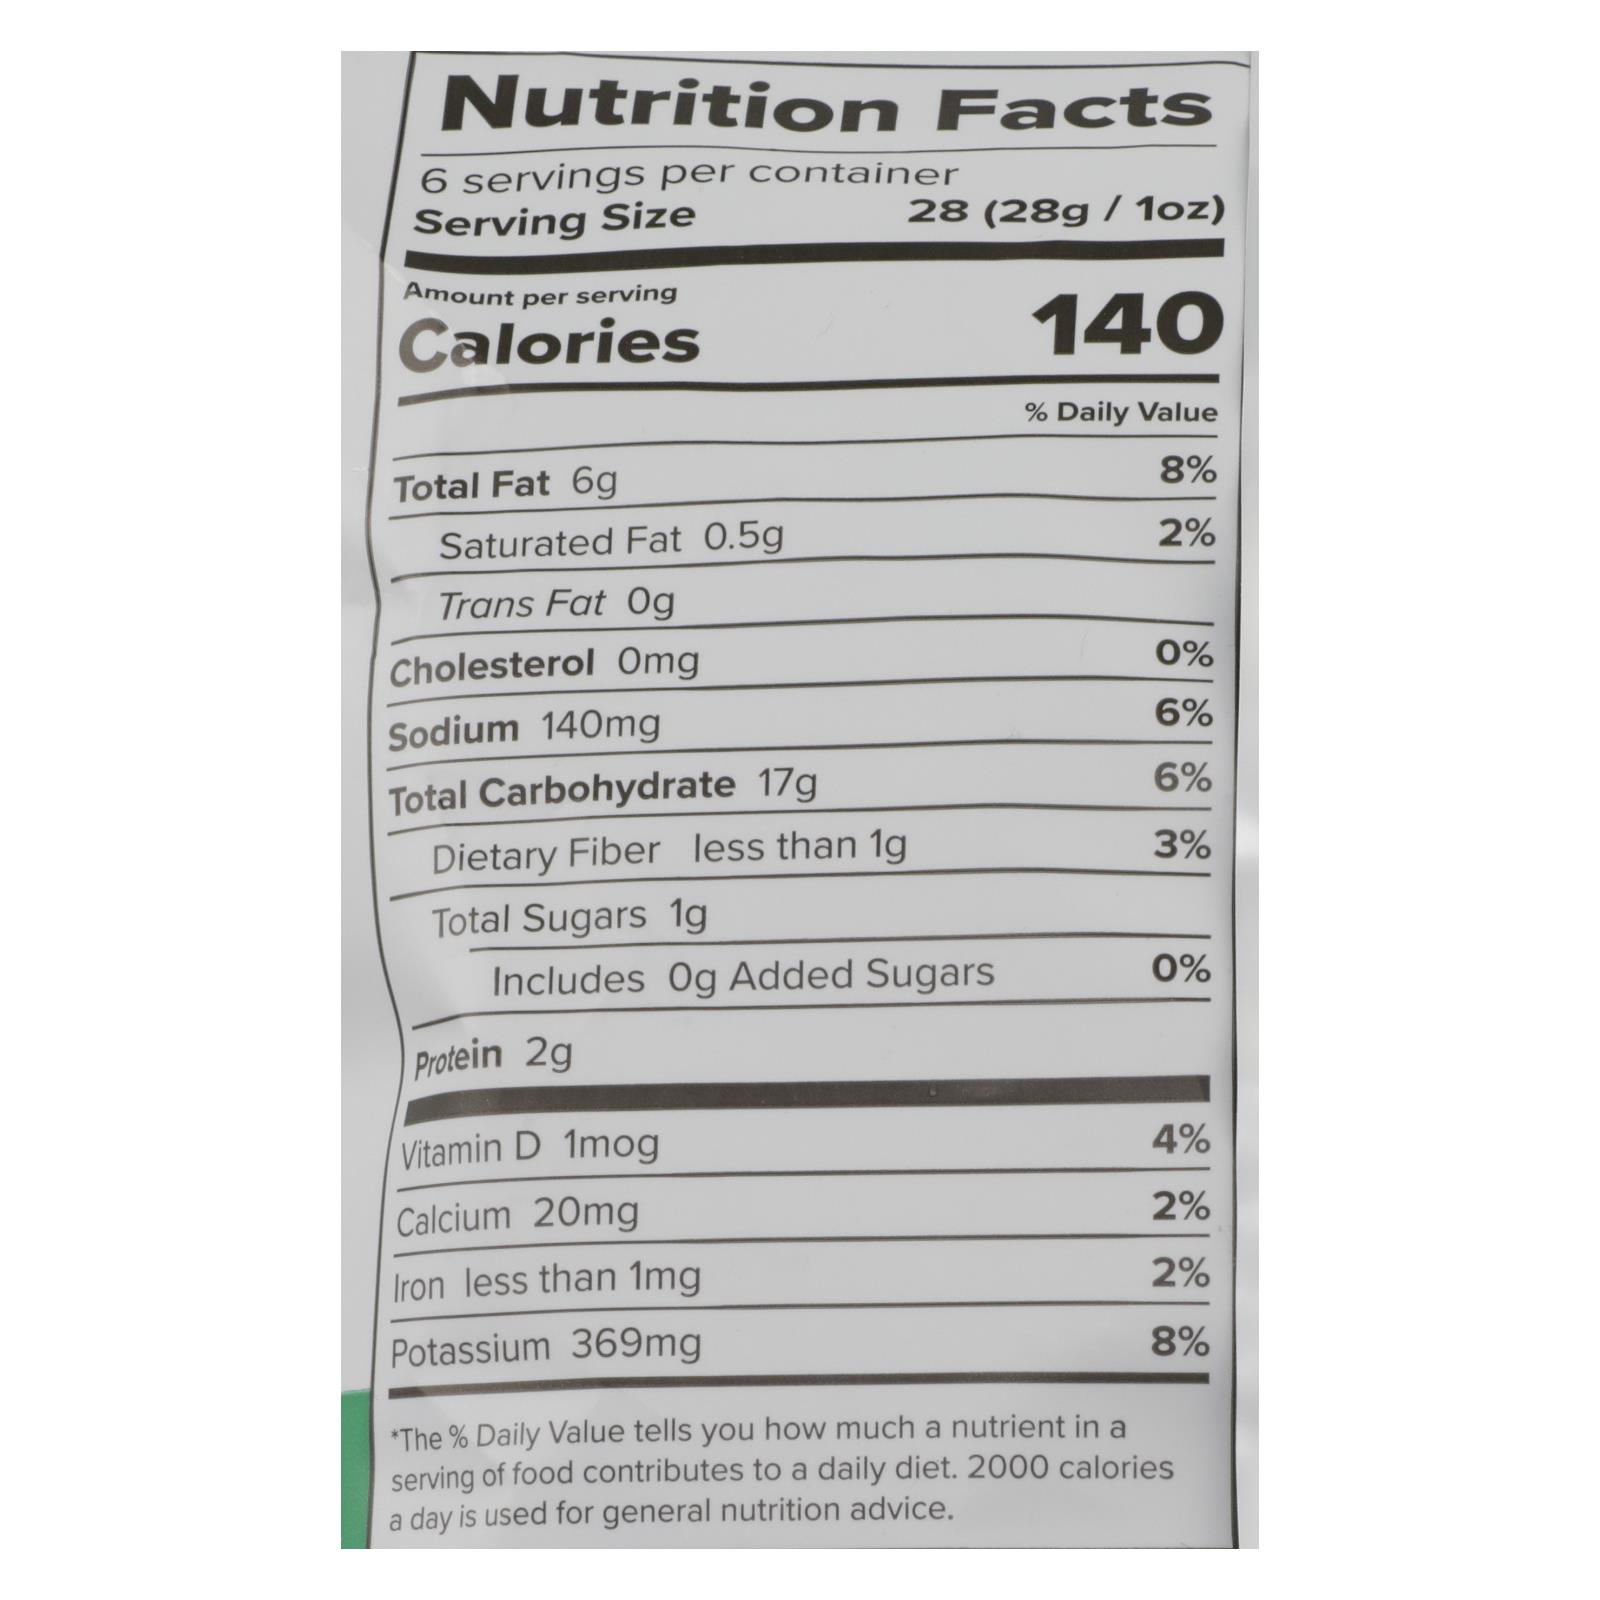 Nutrition Facts
6 servings per container
Serving Size 28 (28g / 1oz)
Amount per serving
Calories 140
% Daily Value
Total Fat 6g 8%
Saturated Fat 0.5g 2%
Trans Fat 0g
Cholesterol 0mg 0%
Sodium 140mg 6%
Total Carbohydrate 17g 6%
Dietary Fiber less than 1g 3%
Total Sugars 1g
Includes 0g Added Sugars 0%
Protein 2g
Vitamin D 1mog 4%
Calcium 20mg 2%
Iron less than 1mg 2%
Potassium 369mg 8%
*The % Daily Value tells you how much a nutrient in a
serving of food contributes to a daily diet. 2000 calories
a day is used for general nutrition advice.